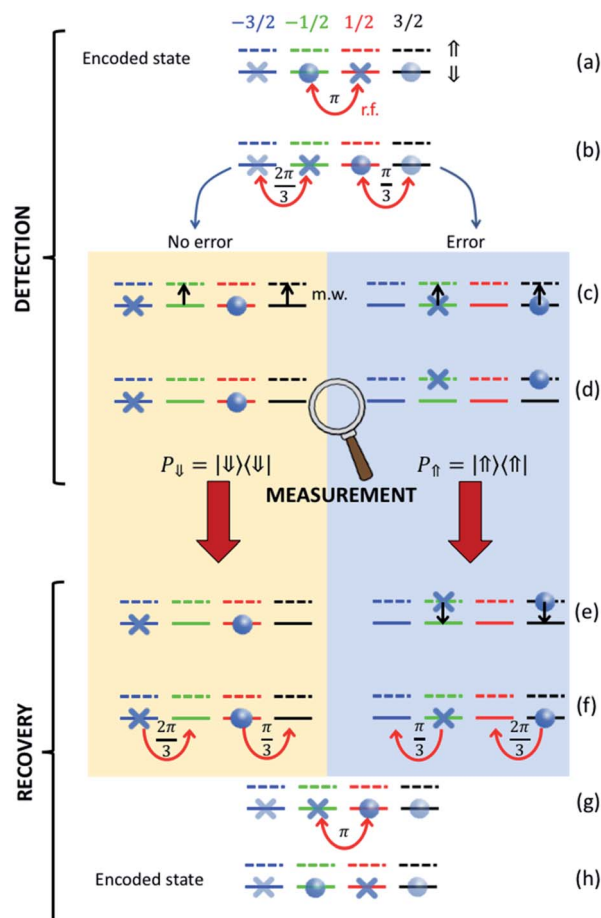 −3/2 −1/2 1/2 3/2
Encoded state ⇑ (a)
⇓
π
r.f.
(b)
2π/3 π/3
No error Error
DETECTION
m.w. (c)
(d)
P⇓ = |⇓⟩⟨⇓| P⇑ = |⇑⟩⟨⇑|
MEASUREMENT
(e)
RECOVERY
(f)
2π/3 π/3 π/3 2π/3
(g)
π
Encoded state (h)